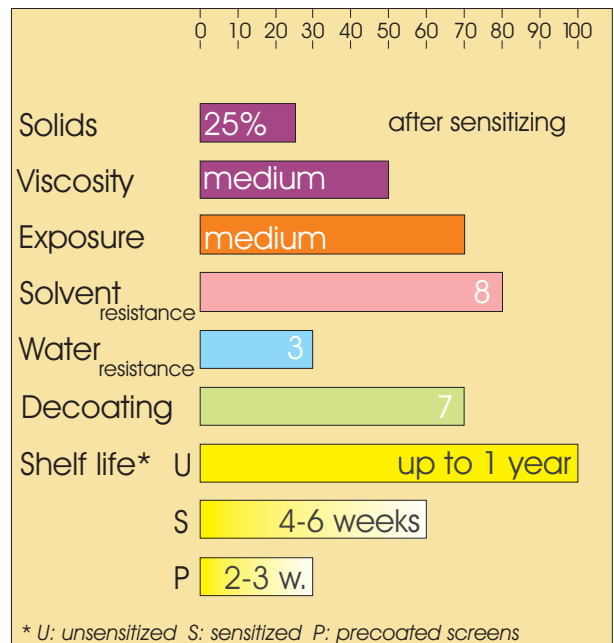 0 10 20 30 40 50 60 70 80 90 100
Solids 25% after sensitizing
Viscosity medium
Exposure medium
Solvent resistance 8
Water resistance 3
Decoating 7
Shelf life* U up to 1 year
S 4-6 weeks
P 2-3 w.
* U: unsensitized S: sensitized P: precoated screens